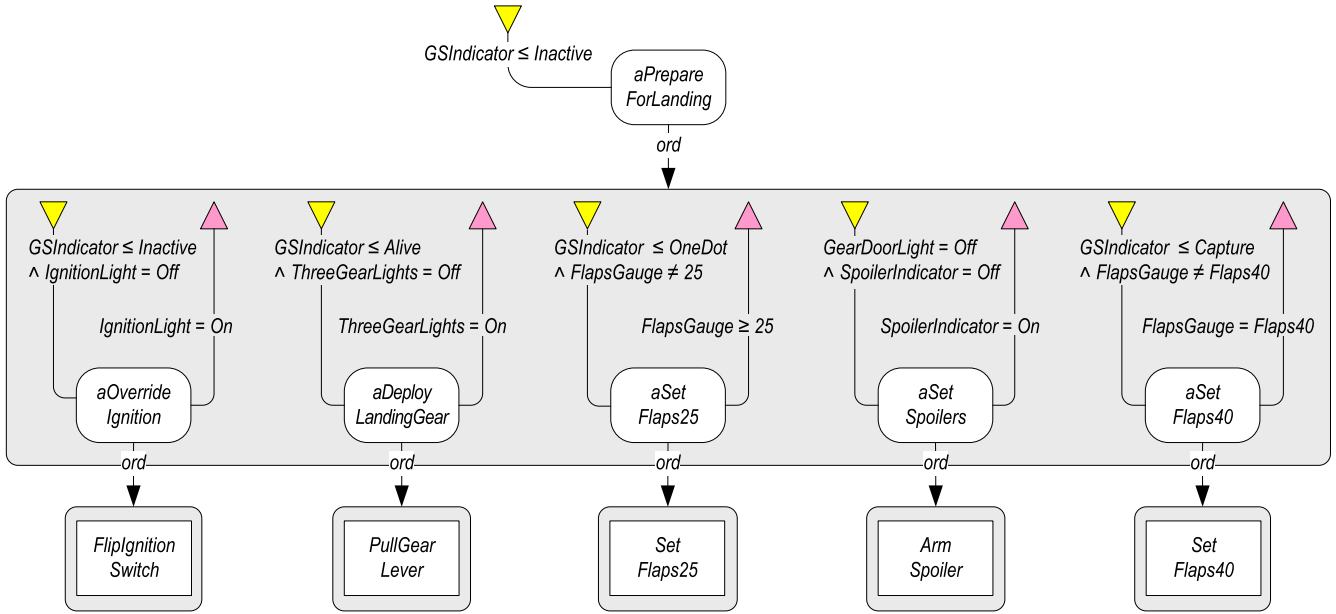 GSIndicator ≤ Inactive
aPrepare
ForLanding
ord
GSIndicator ≤ Inactive
∧ IgnitionLight = Off
IgnitionLight = On
aOverride
Ignition
ord
FlipIgnition
Switch
GSIndicator ≤ Alive
∧ ThreeGearLights = Off
ThreeGearLights = On
aDeploy
LandingGear
ord
PullGear
Lever
GSIndicator ≤ OneDot
∧ FlapsGauge ≠ 25
FlapsGauge ≥ 25
aSet
Flaps25
ord
Set
Flaps25
GearDoorLight = Off
∧ SpoilerIndicator = Off
SpoilerIndicator = On
aSet
Spoilers
ord
Arm
Spoiler
GSIndicator ≤ Capture
∧ FlapsGauge ≠ Flaps40
FlapsGauge = Flaps40
aSet
Flaps40
ord
Set
Flaps40